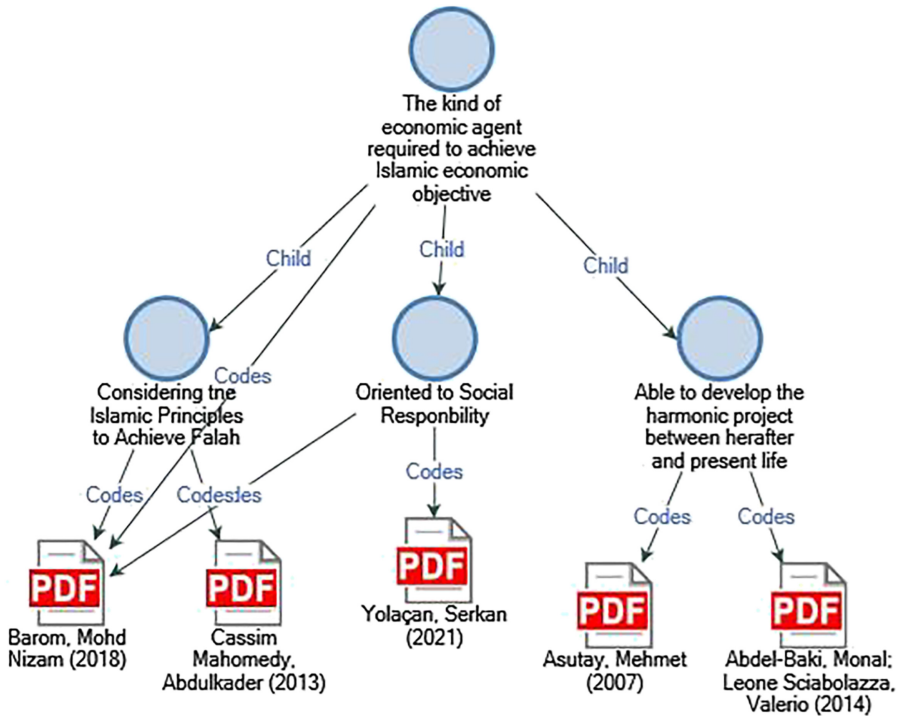 The kind of
economic agent
required to achieve
Islamic economic
objective
Child
Child
Child
Codes
Considering the
Islamic Principles
to Achieve Falah
Oriented to Social
Responbility
Able to develop the
harmonic project
between herafter
and present life
Codes
Codes
Codes
Codes
Codes
PDF
PDF
PDF
PDF
PDF
Barom, Mohd
Nizam (2018)
Cassim
Mahomedy,
Abdulkader (2013)
Yolaçan, Serkan
(2021)
Asutay, Mehmet
(2007)
Abdel-Baki, Monal;
Leone Sciabolazza,
Valerio (2014)